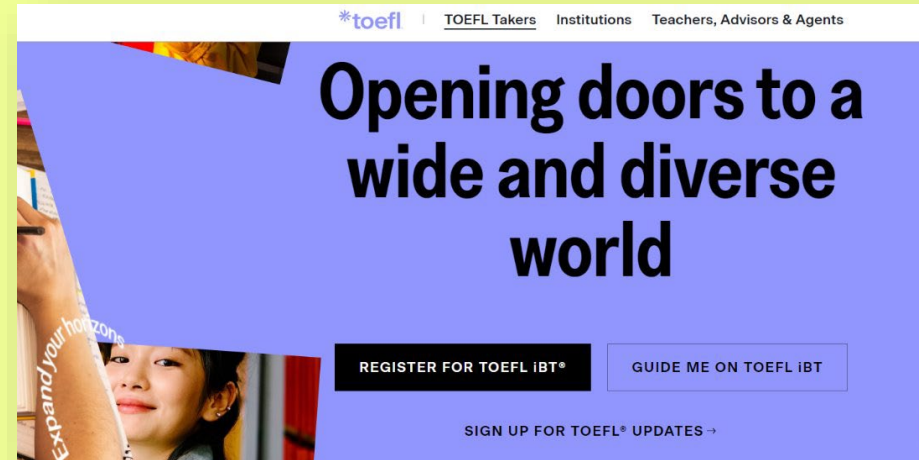 *toefl
TOEFL Takers Institutions Teachers, Advisors & Agents
Opening doors to a
wide and diverse
world
Expand your horizons
REGISTER FOR TOEFL iBT®
GUIDE ME ON TOEFL iBT
SIGN UP FOR TOEFL® UPDATES→